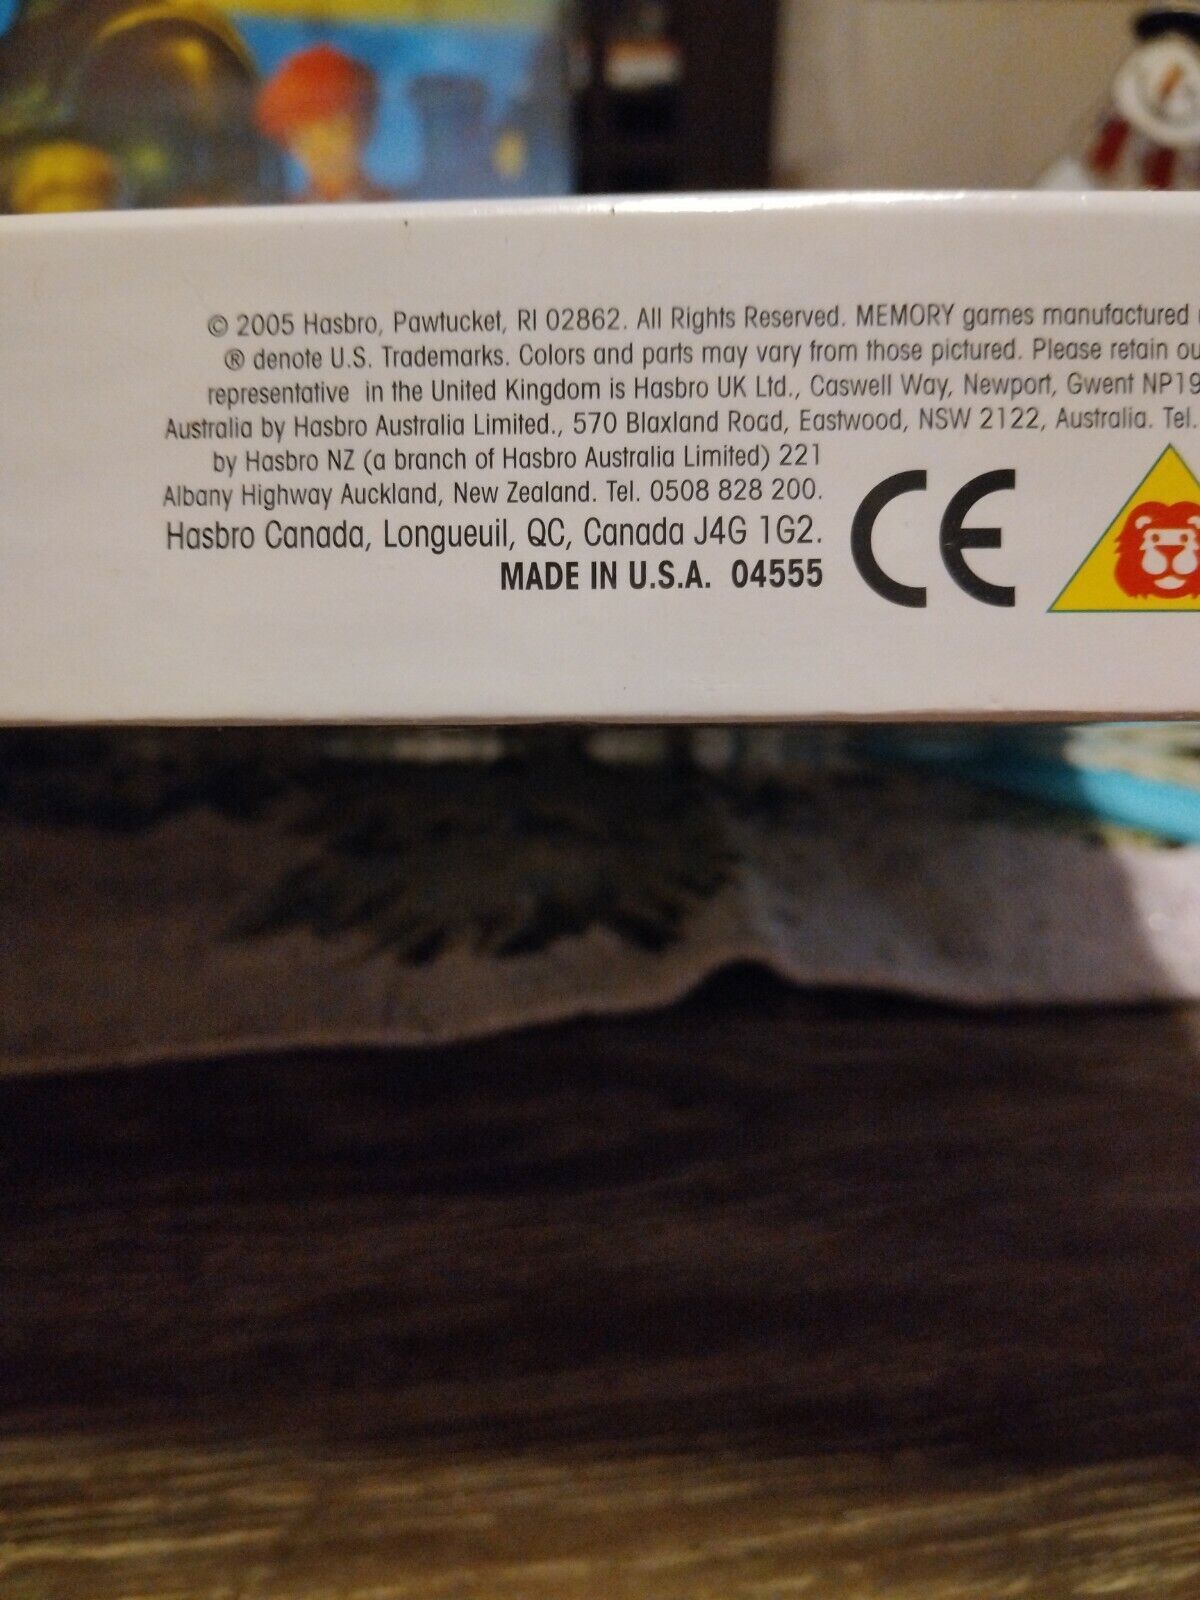 © 2005 Hasbro, Pawtucket, RI 02862. All Rights Reserved. MEMORY games manufactured
® denote U.S. Trademarks. Colors and parts may vary from those pictured. Please retain ou
representative in the United Kingdom is Hasbro UK Ltd., Caswell Way, Newport, Gwent NP19
Australia by Hasbro Australia Limited., 570 Blaxland Road, Eastwood, NSW 2122, Australia. Tel.
by Hasbro NZ (a branch of Hasbro Australia Limited) 221
Albany Highway Auckland, New Zealand. Tel. 0508 828 200.
Hasbro Canada, Longueuil, QC, Canada J4G 1G2.
MADE IN U.S.A. 04555
CE